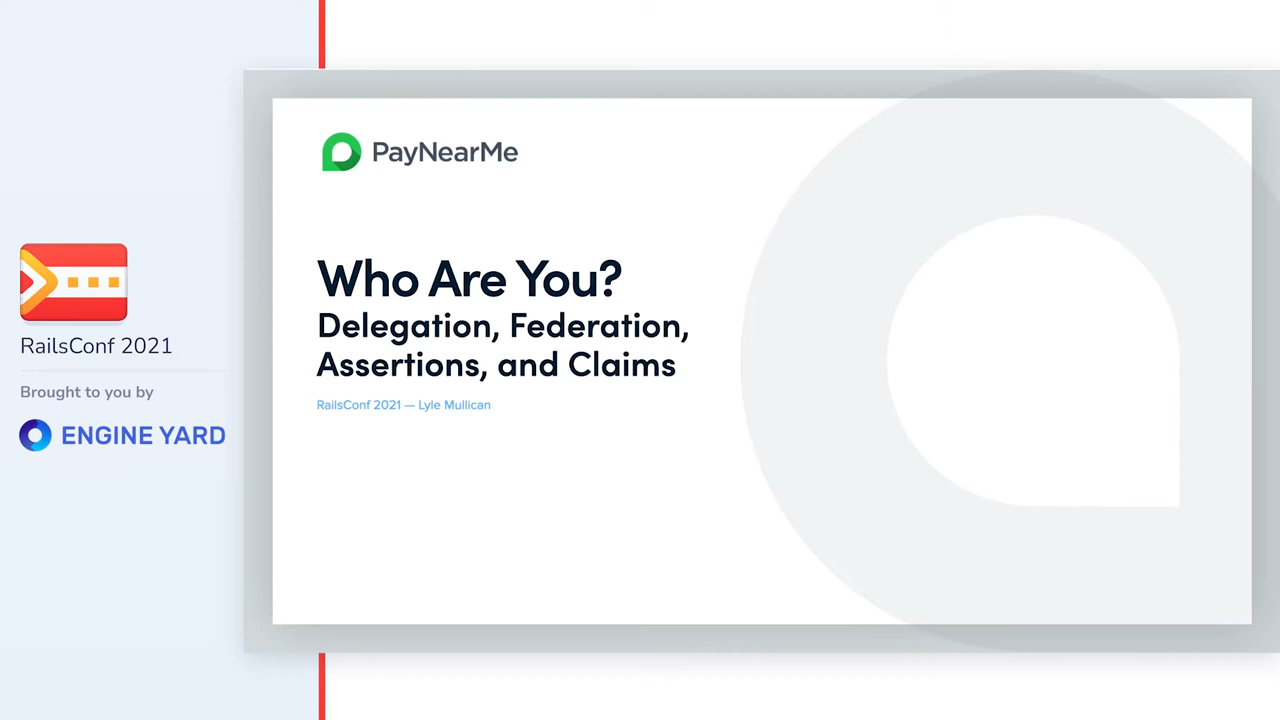 RailsConf 2021
Brought to you by
ENGINE YARD
PayNearMe
Who Are You?
Delegation, Federation,
Assertions, and Claims
RailsConf 2021 — Lyle Mullican